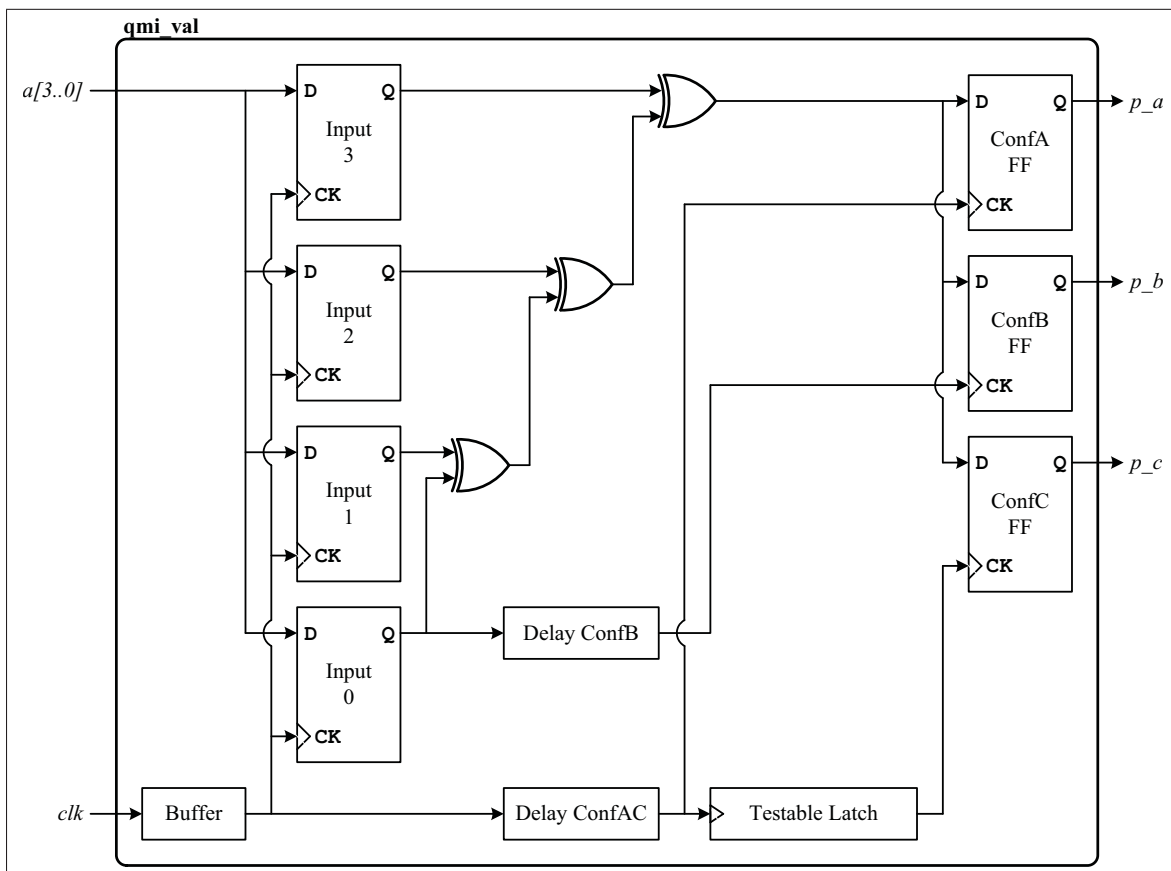 qmi_val
a[3..0]
D Q
Input
3
CK
D Q
ConfA
FF
CK
p_a
D Q
Input
2
CK
D Q
ConfB
FF
CK
p_b
D Q
Input
1
CK
D Q
ConfC
FF
CK
p_c
D Q
Input
0
CK
Delay ConfB
clk
Buffer
Delay ConfAC
Testable Latch